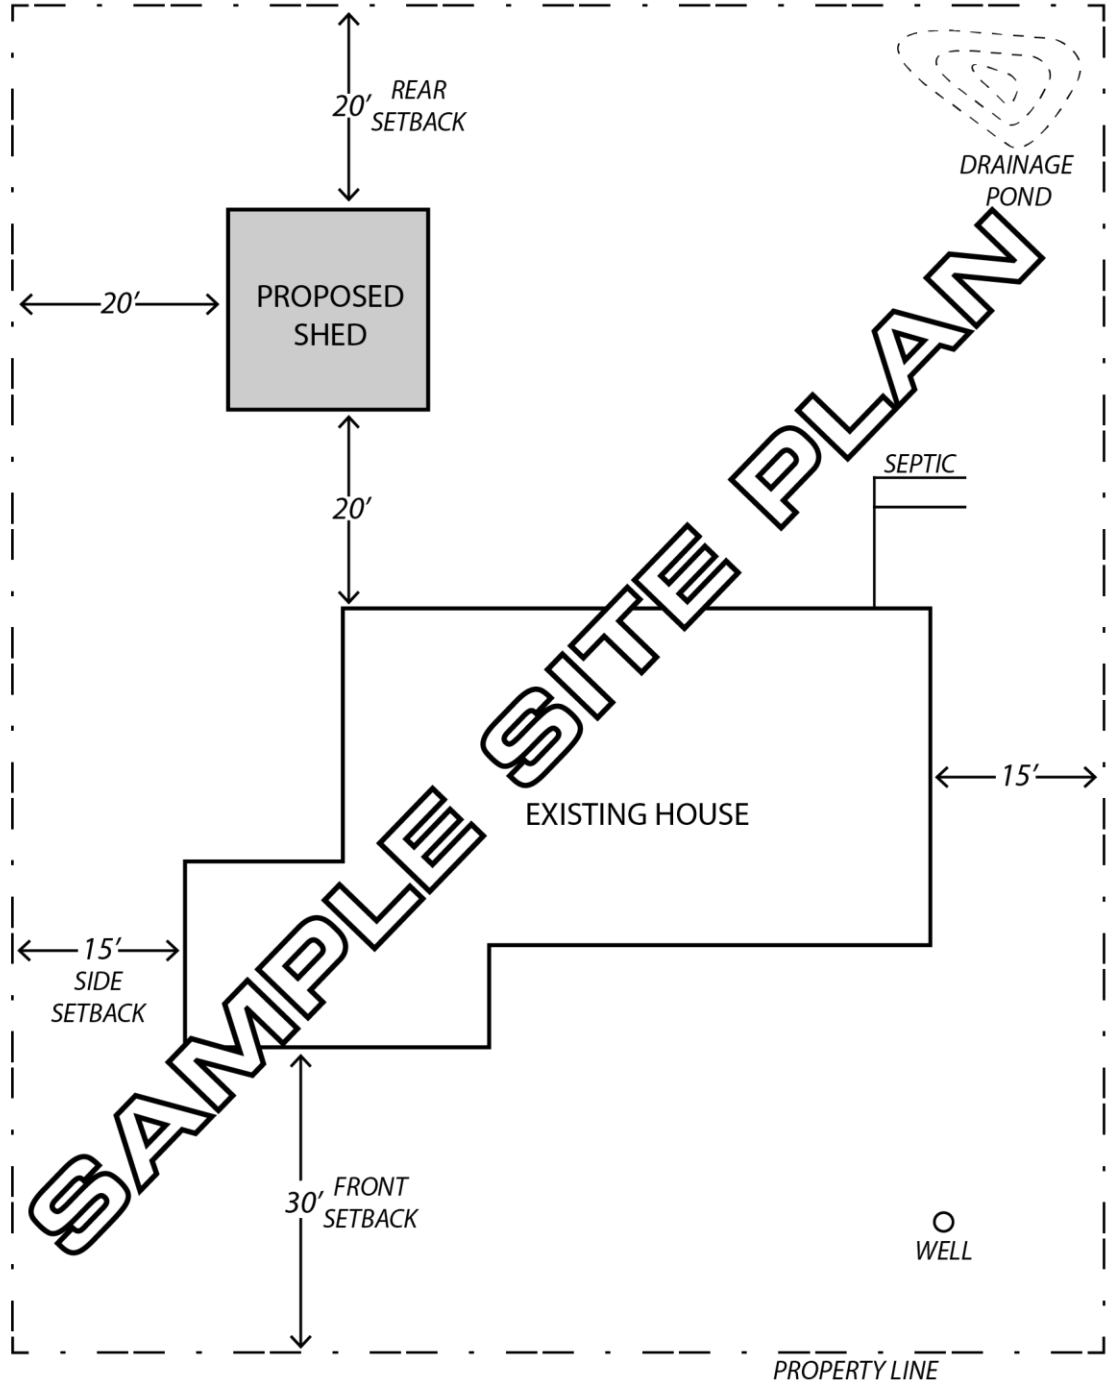 20'
REAR
SETBACK
DRAINAGE
POND
20'
PROPOSED
SHED
SEPTIC
20'
SAMPLE SITE PLAN
EXISTING HOUSE
15'
15'
SIDE
SETBACK
30'
FRONT
SETBACK
WELL
PROPERTY LINE